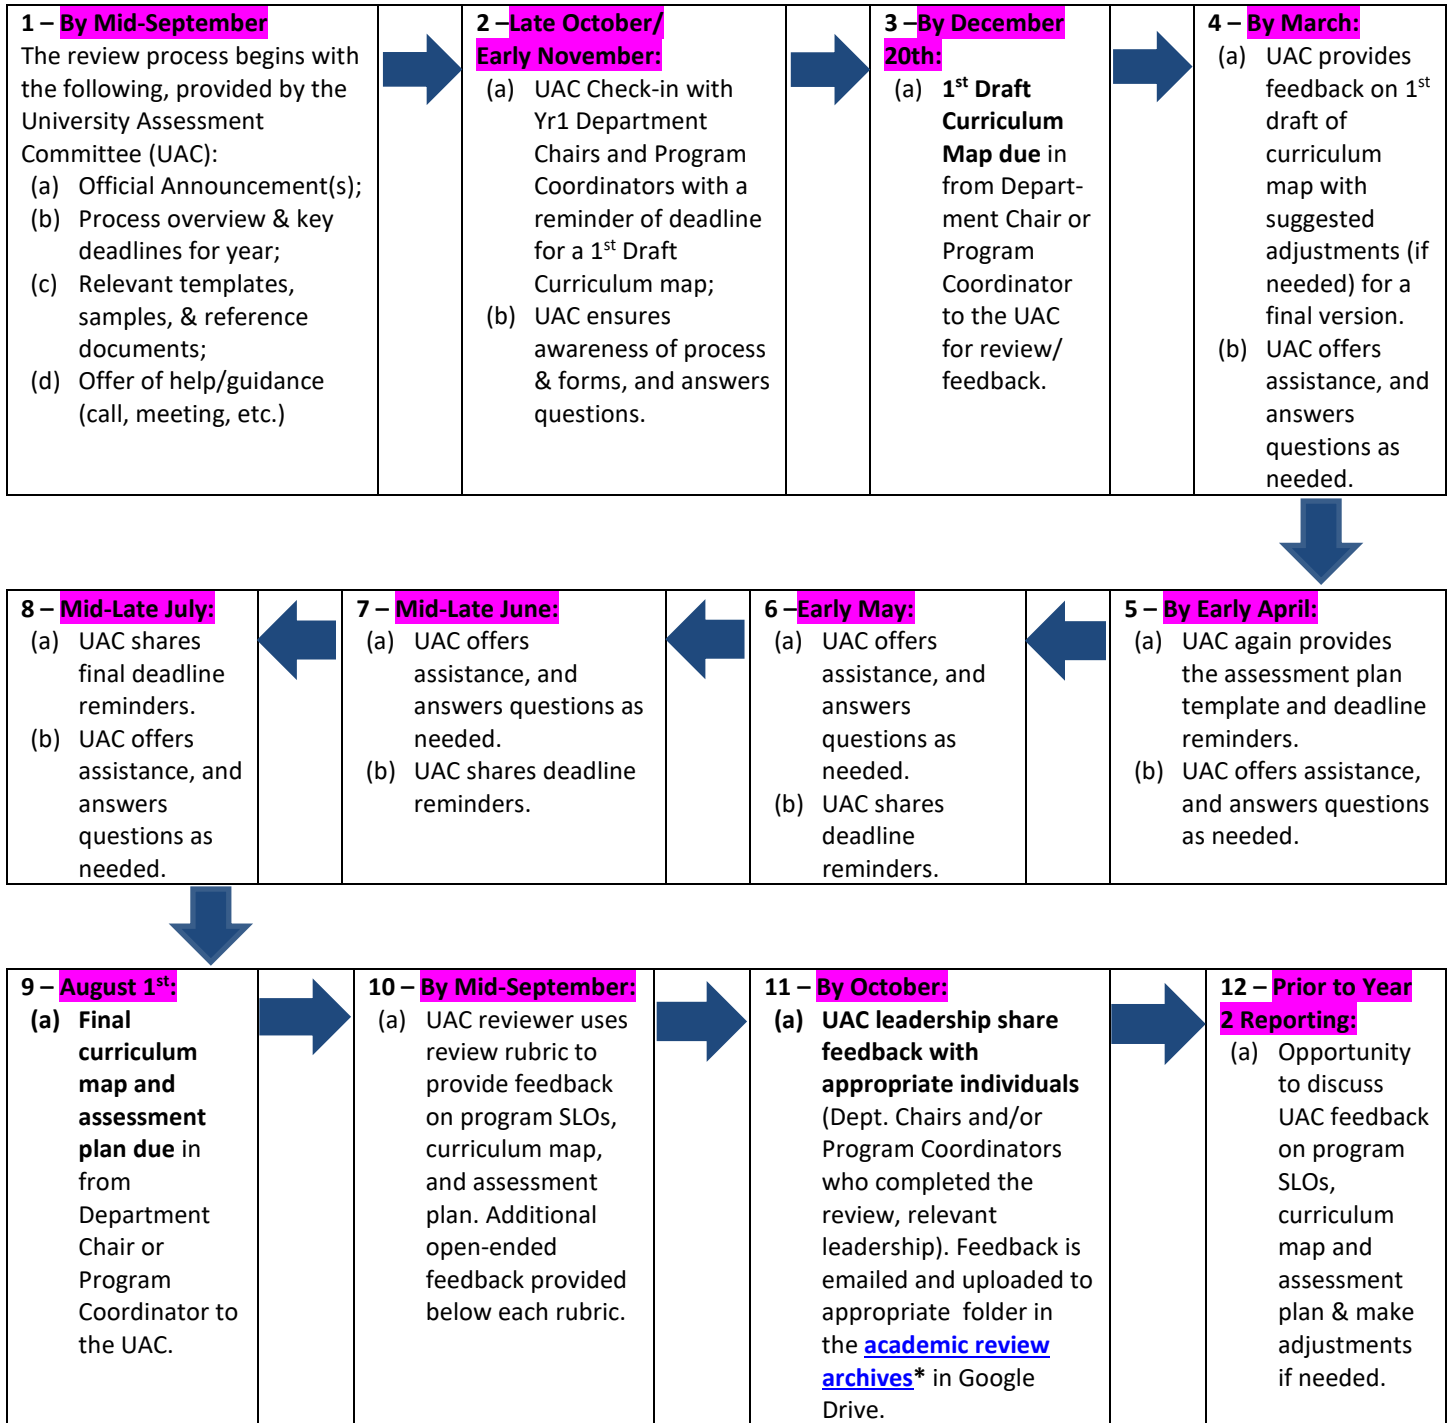 1 – By Mid-September
The review process begins with
the following, provided by the
University Assessment
Committee (UAC):
(a) Official Announcement(s);
(b) Process overview & key
deadlines for year;
(c) Relevant templates,
samples, & reference
documents;
(d) Offer of help/guidance
(call, meeting, etc.)
2 –Late October/
Early November:
(a) UAC Check-in with
Yr1 Department
Chairs and Program
Coordinators with a
reminder of deadline
for a 1st Draft
Curriculum map;
(b) UAC ensures
awareness of process
& forms, and answers
questions.
3 –By December
20th:
(a) 1st Draft
Curriculum
Map due in
from Depart-
ment Chair or
Program
Coordinator
to the UAC
for review/
feedback.
4 – By March:
(a) UAC provides
feedback on 1st
draft of
curriculum
map with
suggested
adjustments (if
needed) for a
final version.
(b) UAC offers
assistance, and
answers
questions as
needed.
5 – By Early April:
(a) UAC again provides
the assessment plan
template and deadline
reminders.
(b) UAC offers assistance,
and answers questions
as needed.
6 –Early May:
(a) UAC offers
assistance, and
answers
questions as
needed.
(b) UAC shares
deadline
reminders.
7 – Mid-Late June:
(a) UAC offers
assistance, and
answers questions as
needed.
(b) UAC shares deadline
reminders.
8 – Mid-Late July:
(a) UAC shares
final deadline
reminders.
(b) UAC offers
assistance, and
answers
questions as
needed.
9 – August 1st:
(a) Final
curriculum
map and
assessment
plan due in
from
Department
Chair or
Program
Coordinator to
the UAC.
10 – By Mid-September:
(a) UAC reviewer uses
review rubric to
provide feedback
on program SLOs,
curriculum map,
and assessment
plan. Additional
open-ended
feedback provided
below each rubric.
11 – By October:
(a) UAC leadership share
feedback with
appropriate individuals
(Dept. Chairs and/or
Program Coordinators
who completed the
review, relevant
leadership). Feedback is
emailed and uploaded to
appropriate folder in
the academic review
archives* in Google
Drive.
12 – Prior to Year
2 Reporting:
(a) Opportunity
to discuss
UAC feedback
on program
SLOs,
curriculum
map and
assessment
plan & make
adjustments
if needed.